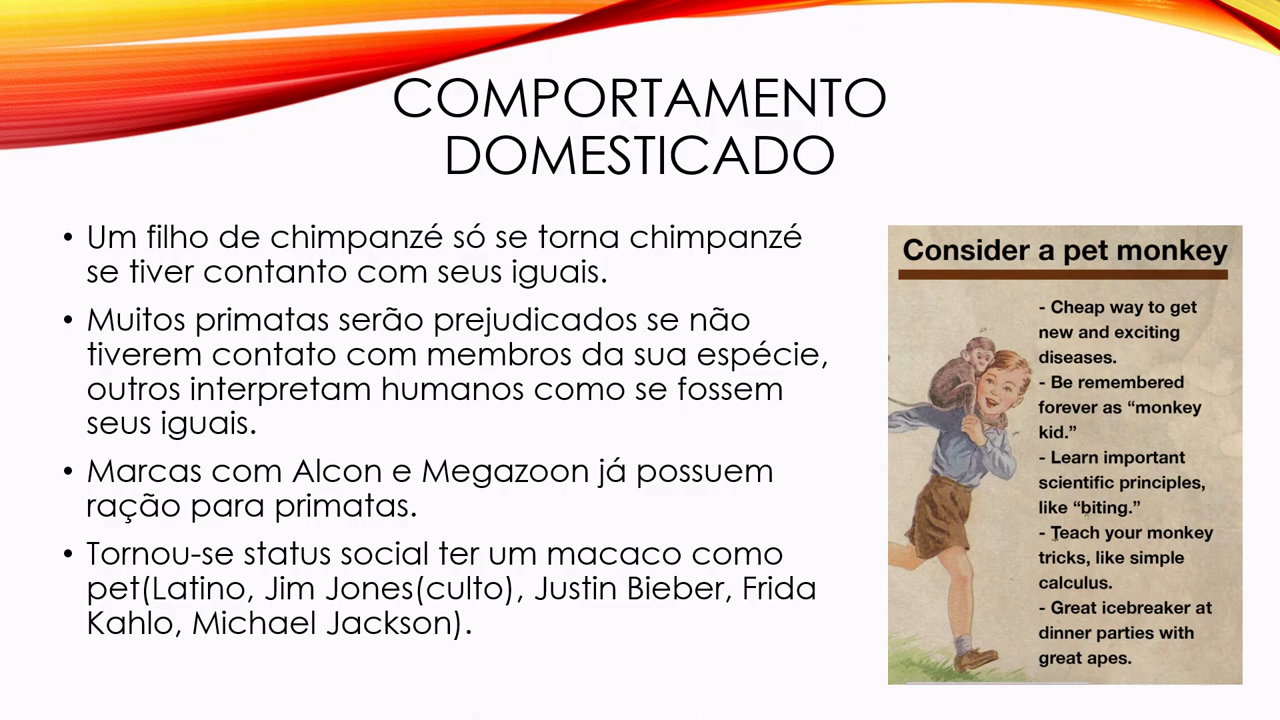 COMPORTAMENTO
DOMESTICADO
• Um filho de chimpanzé só se torna chimpanzé
se tiver contanto com seus iguais.
• Muitos primatas serão prejudicados se não
tiverem contato com membros da sua espécie,
outros interpretam humanos como se fossem
seus iguais.
• Marcas com Alcon e Megazoon já possuem
ração para primatas.
• Tornou-se status social ter um macaco como
pet(Latino, Jim Jones(culto), Justin Bieber, Frida
Kahlo, Michael Jackson).
Consider a pet monkey
- Cheap way to get
new and exciting
diseases.
- Be remembered
forever as “monkey
kid.”
- Learn important
scientific principles,
like “biting.”
- Teach your monkey
tricks, like simple
calculus.
- Great icebreaker at
dinner parties with
great apes.